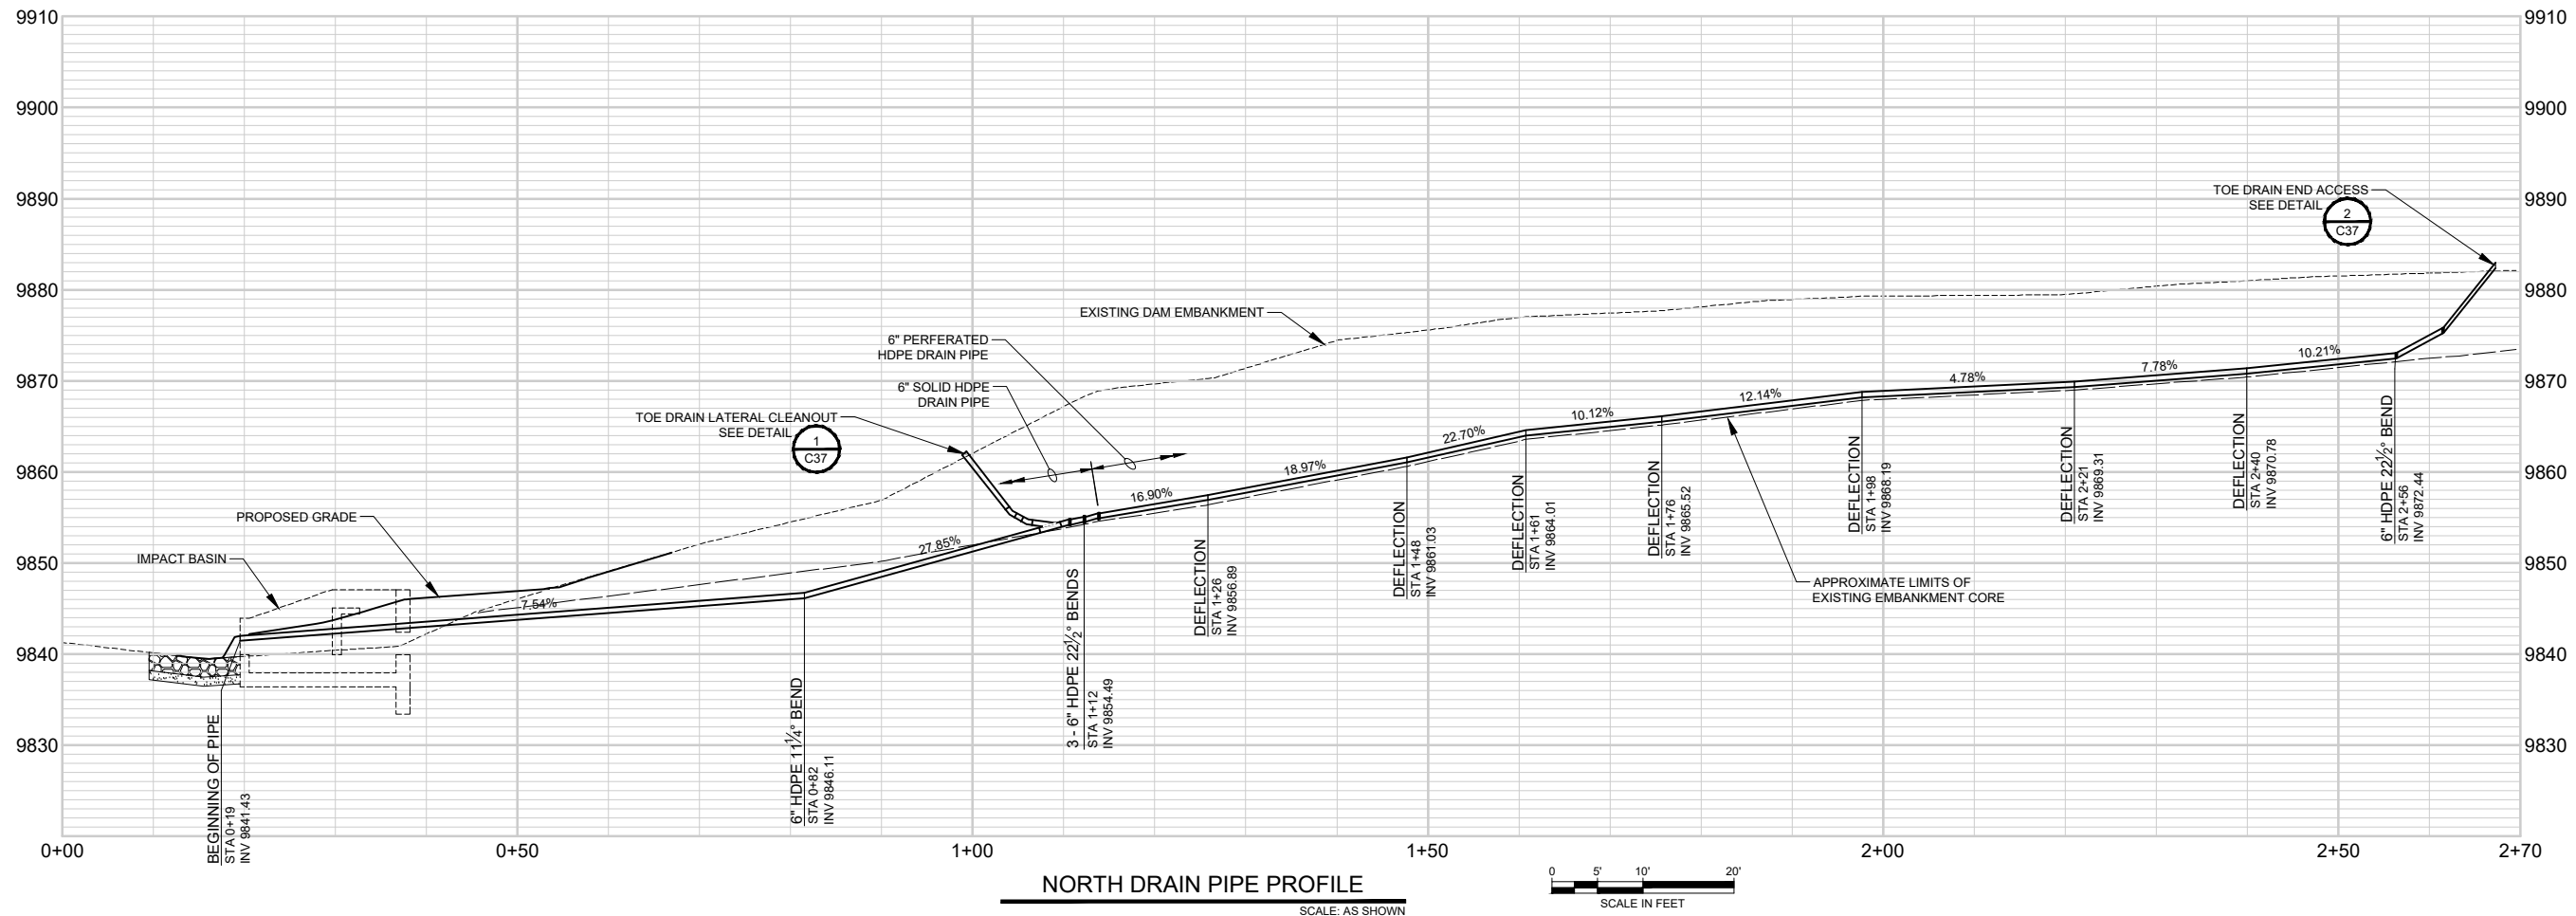 9910
9910
9900
9900
9890
9890
9880
9880
9870
9870
9860
9860
9850
9850
9840
9840
9830
9830
TOE DRAIN END ACCESS
SEE DETAIL
2
C37
EXISTING DAM EMBANKMENT
6" PERFERATED
HDPE DRAIN PIPE
6" SOLID HDPE
DRAIN PIPE
TOE DRAIN LATERAL CLEANOUT
SEE DETAIL
1
C37
PROPOSED GRADE
IMPACT BASIN
7.54%
27.85%
16.90%
18.97%
22.70%
10.12%
12.14%
4.78%
7.78%
10.21%
APPROXIMATE LIMITS OF
EXISTING EMBANKMENT CORE
BEGINNING OF PIPE
STA 0+19
INV 9841.43
6" HDPE 11¼° BEND
STA 0+82
INV 9846.11
3 - 6" HDPE 22½° BENDS
STA 1+12
INV 9854.49
DEFLECTION
STA 1+26
INV 9856.89
DEFLECTION
STA 1+48
INV 9861.03
DEFLECTION
STA 1+61
INV 9864.01
DEFLECTION
STA 1+76
INV 9865.52
DEFLECTION
STA 1+98
INV 9868.19
DEFLECTION
STA 2+21
INV 9869.31
DEFLECTION
STA 2+40
INV 9870.78
6" HDPE 22½° BEND
STA 2+56
INV 9872.44
0+00
0+50
1+00
1+50
2+00
2+50
2+70
NORTH DRAIN PIPE PROFILE
SCALE: AS SHOWN
0
5'
10'
20'
SCALE IN FEET